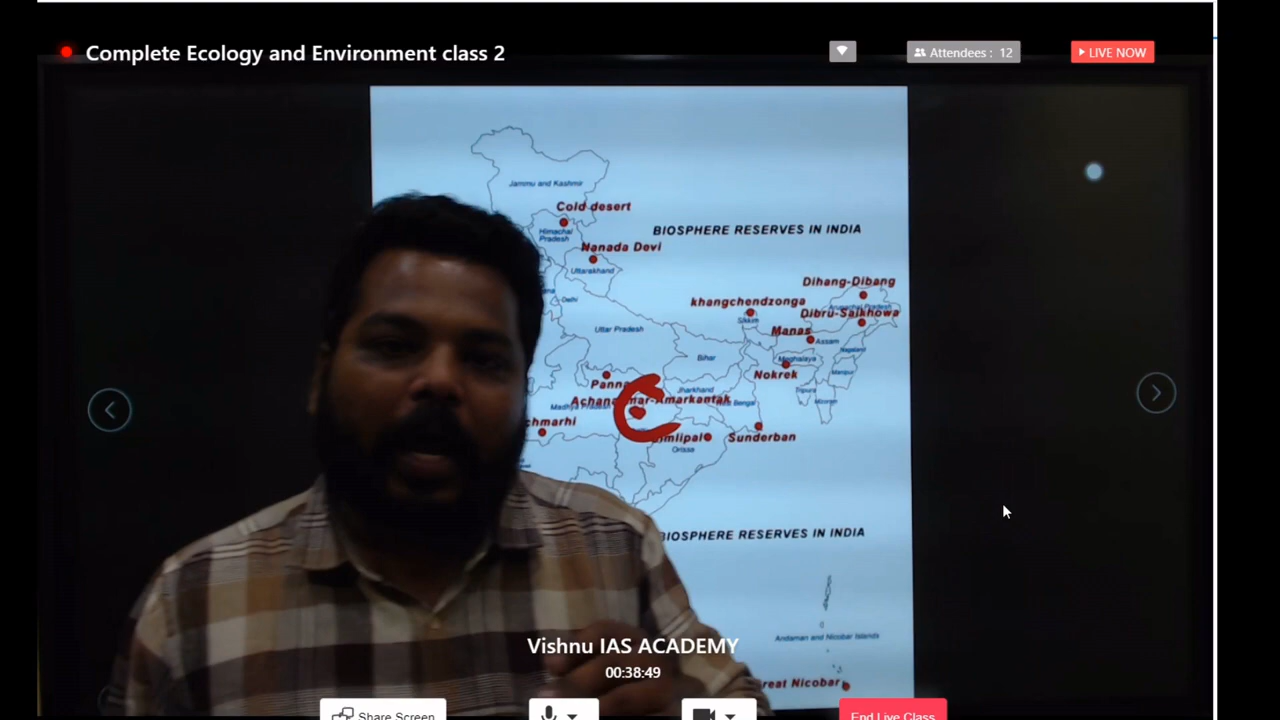 Complete Ecology and Environment class 2
Attendees : 12
LIVE NOW
Jammu and Kashmir
Cold desert
BIOSPHERE RESERVES IN INDIA
Himachal
Pradesh
Nanada Devi
Uttarakhand
Delhi
Dihang-Dibang
Arunachal Pradesh
khangchendzonga
Sikkim
Dibru-Saikhowa
Uttar Pradesh
Manas
Assam
Bihar
Meghalaya
Nagaland
Nokrek
Manipur
Panna
Jharkhand
Tripura
Mizoram
Achanakmar-Amarkantak
Madhya Pradesh
West Bengal
chmarhi
mlipal
Sunderban
Orissa
BIOSPHERE RESERVES IN INDIA
Andaman and Nicobar Islands
Great Nicobar
Vishnu IAS ACADEMY
00:38:49
Share Screen
End Live Class